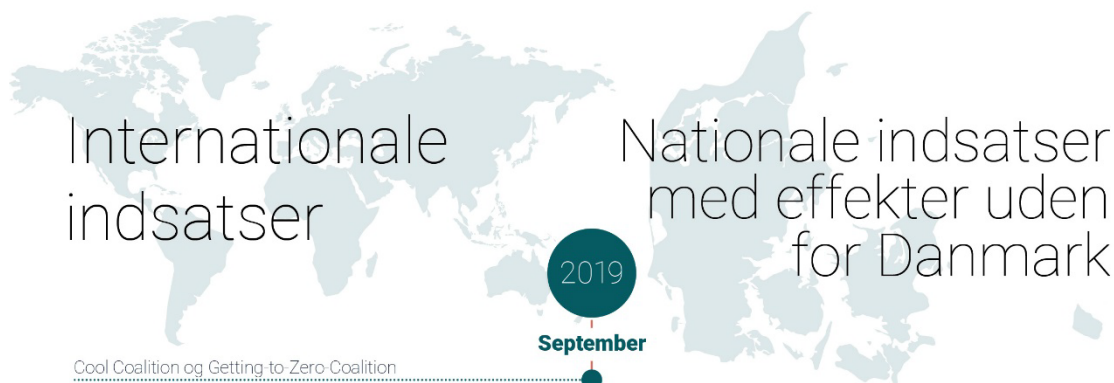 Internationale
indsatser
Nationale indsatser
med effekter uden
for Danmark
2019
September
Cool Coalition og Getting-to-Zero-Coalition